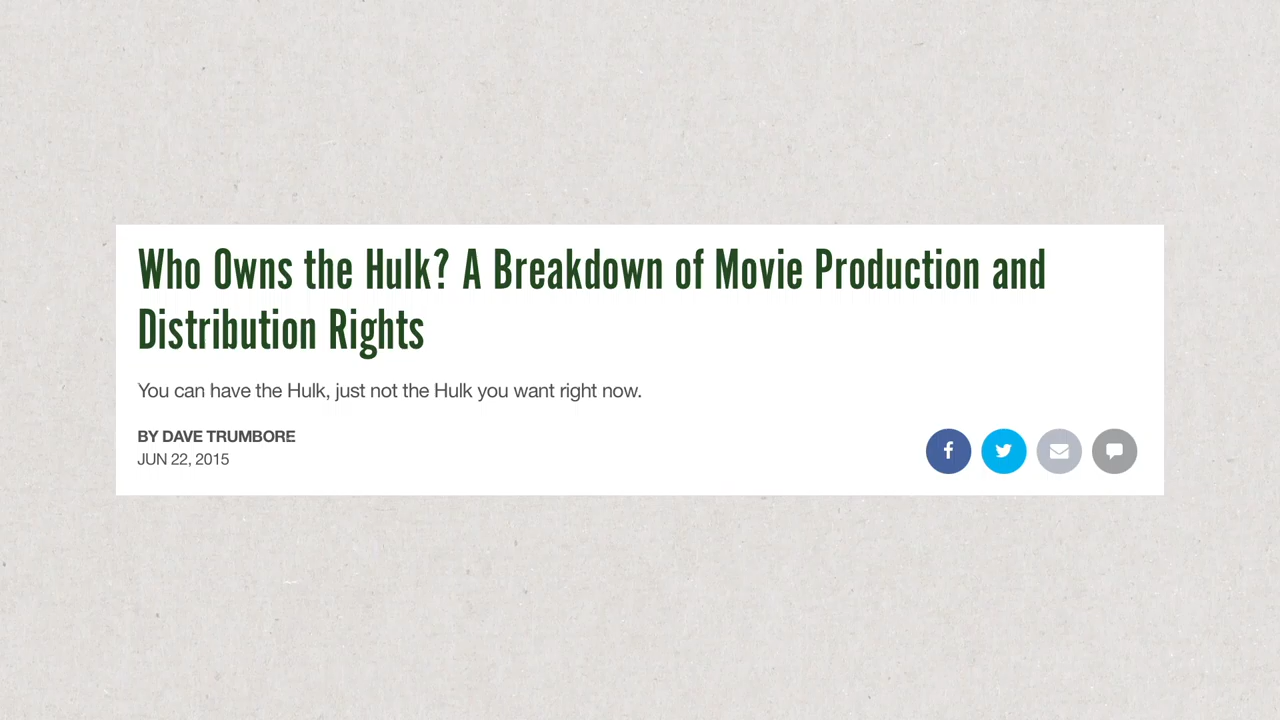 Who Owns the Hulk? A Breakdown of Movie Production and
Distribution Rights
You can have the Hulk, just not the Hulk you want right now.
BY DAVE TRUMBORE
JUN 22, 2015